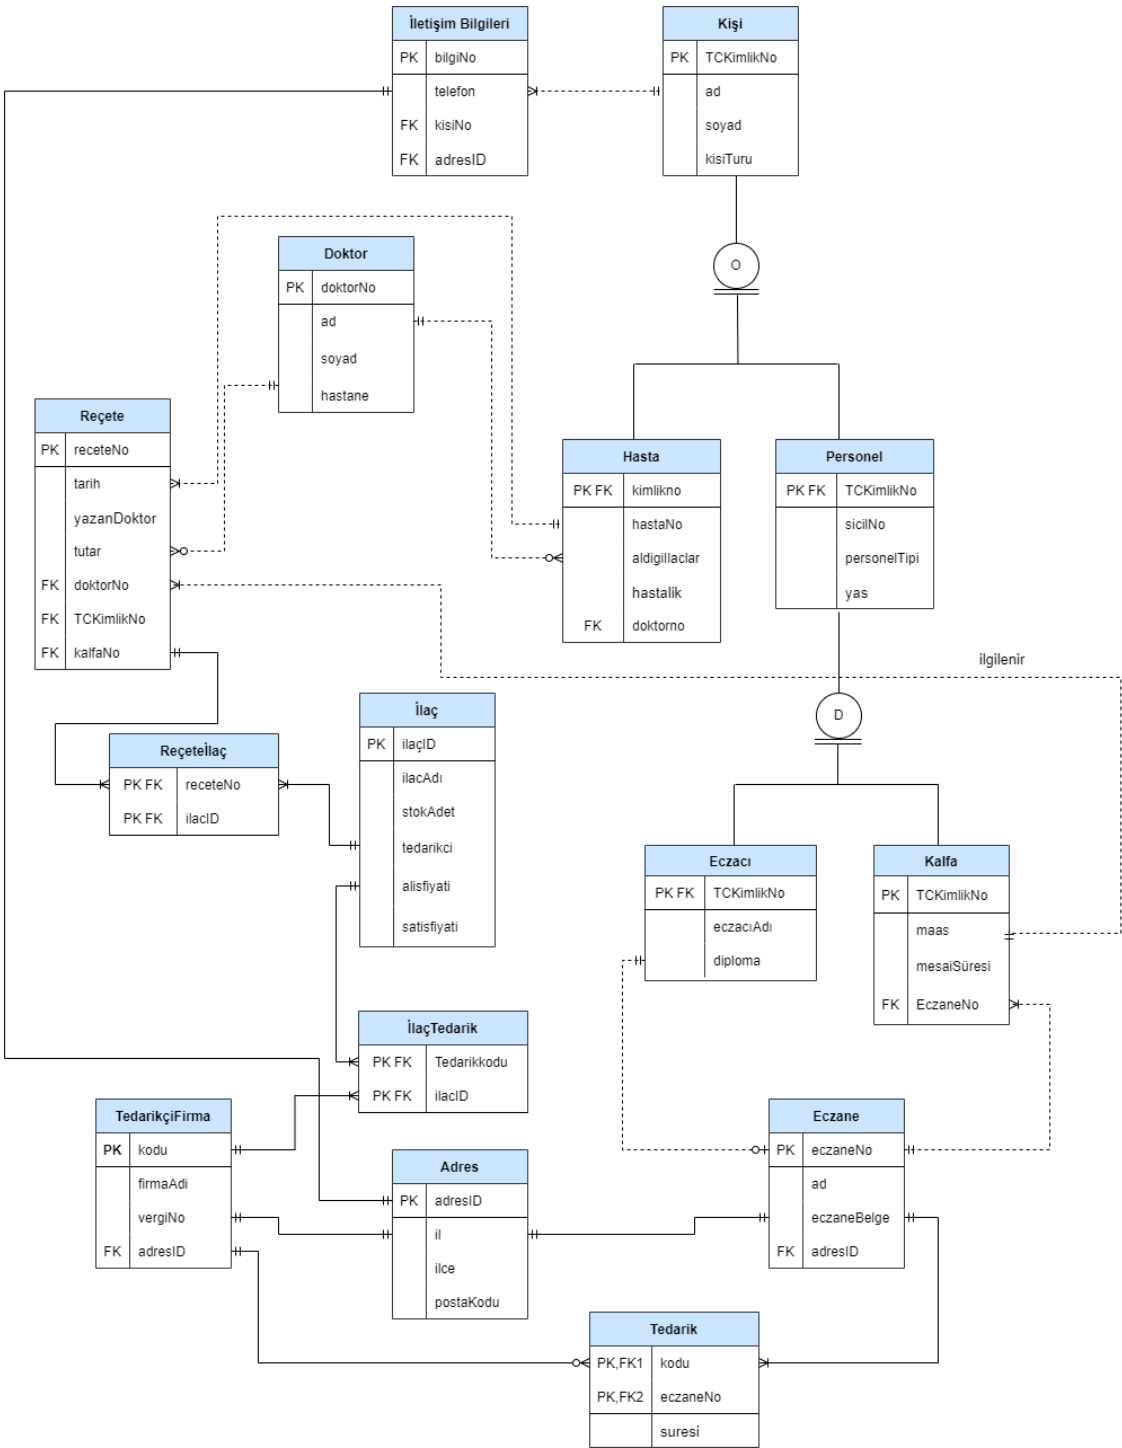 İletişim Bilgileri
PK bilgiNo
telefon
FK kisiNo
FK adresID
Kişi
PK TCKimlikNo
ad
soyad
kisiTuru
O
Doktor
PK doktorNo
ad
soyad
hastane
Reçete
PK receteNo
tarih
yazanDoktor
tutar
FK doktorNo
FK TCKimlikNo
FK kalfaNo
Hasta
PK FK kimlikno
hastaNo
aldigiIlaclar
hastalik
FK doktorno
Personel
PK FK TCKimlikNo
sicilNo
personelTipi
yas
ilgilenir
D
İlaç
PK ilaçID
ilacAdı
stokAdet
tedarikci
alisfiyati
satisfiyati
Reçeteİlaç
PK FK receteNo
PK FK ilacID
Eczacı
PK FK TCKimlikNo
eczacıAdı
diploma
Kalfa
PK TCKimlikNo
maas
mesaiSüresi
FK EczaneNo
İlaçTedarik
PK FK Tedarikkodu
PK FK ilacID
TedarikçiFirma
PK kodu
firmaAdi
vergiNo
FK adresID
Adres
PK adresID
il
ilce
postaKodu
Eczane
PK eczaneNo
ad
eczaneBelge
FK adresID
Tedarik
PK,FK1 kodu
PK,FK2 eczaneNo
suresi